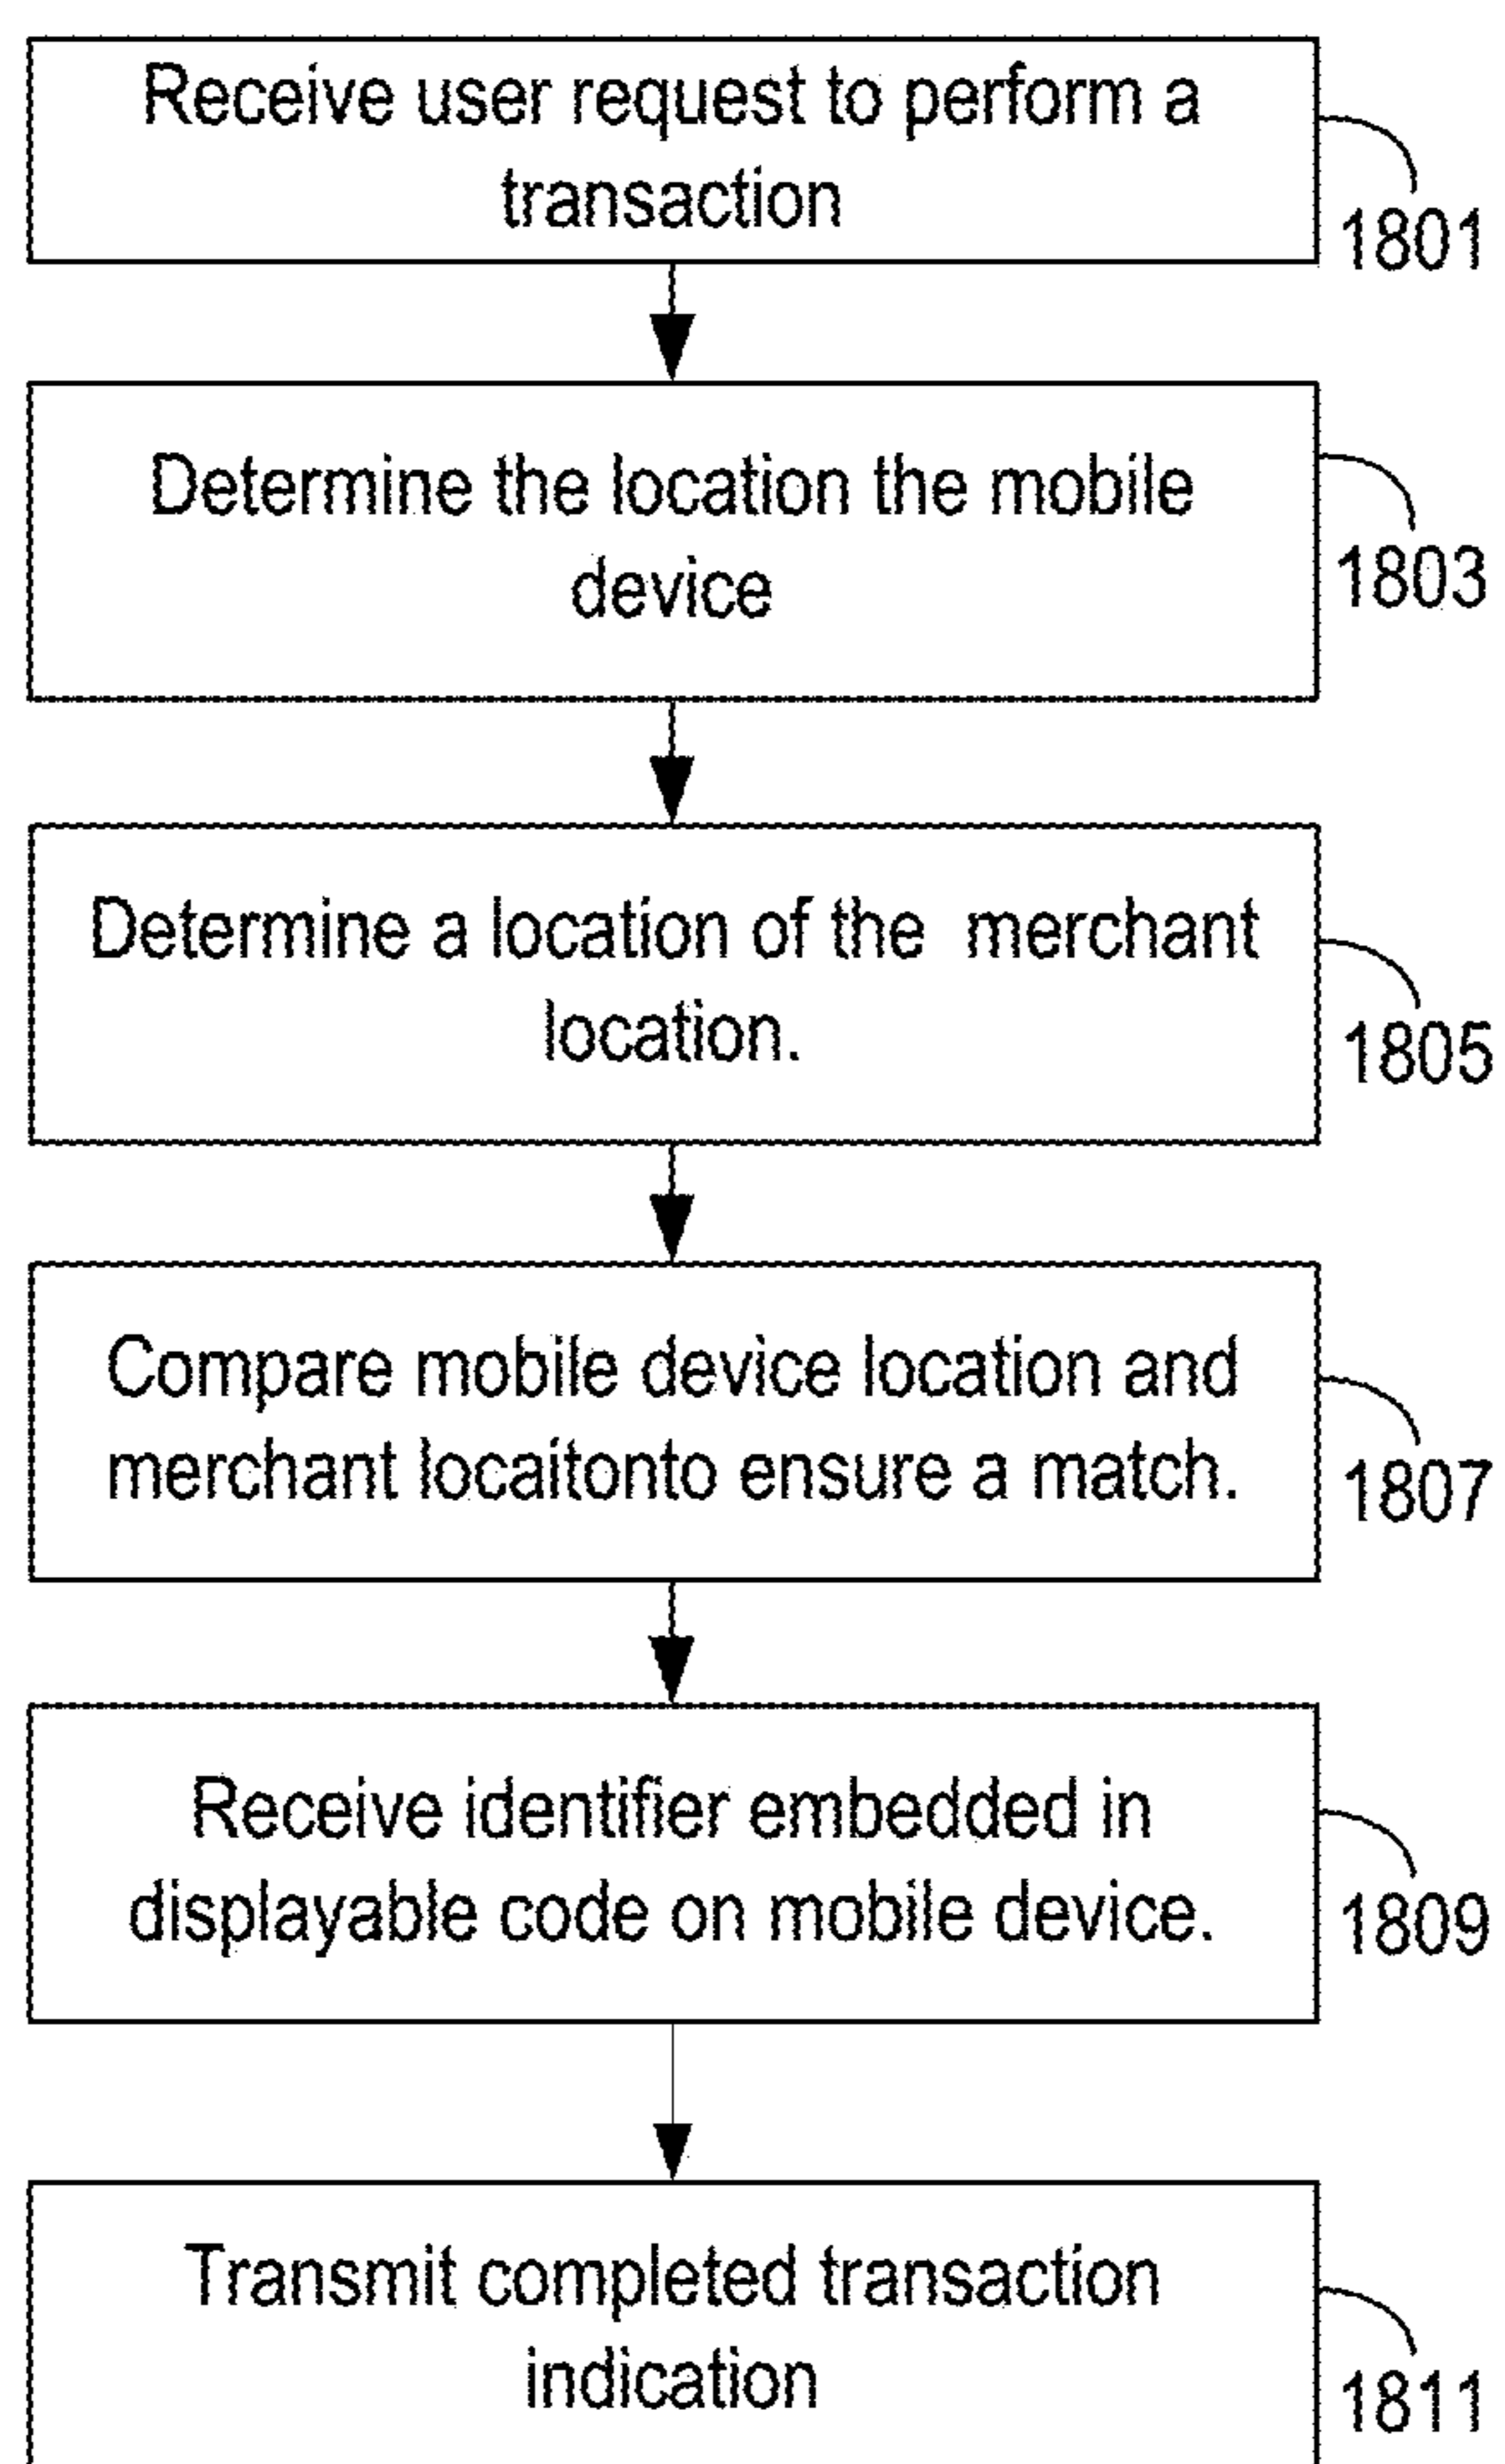 Receive user request to perform a
transaction
1801
Determine the location the mobile
device
1803
Determine a location of the  merchant
location.
1805
Compare mobile device location and
merchant locaitonto ensure a match.
1807
Receive identifier embedded in
displayable code on mobile device.
1809
Transmit completed transaction
indication
1811